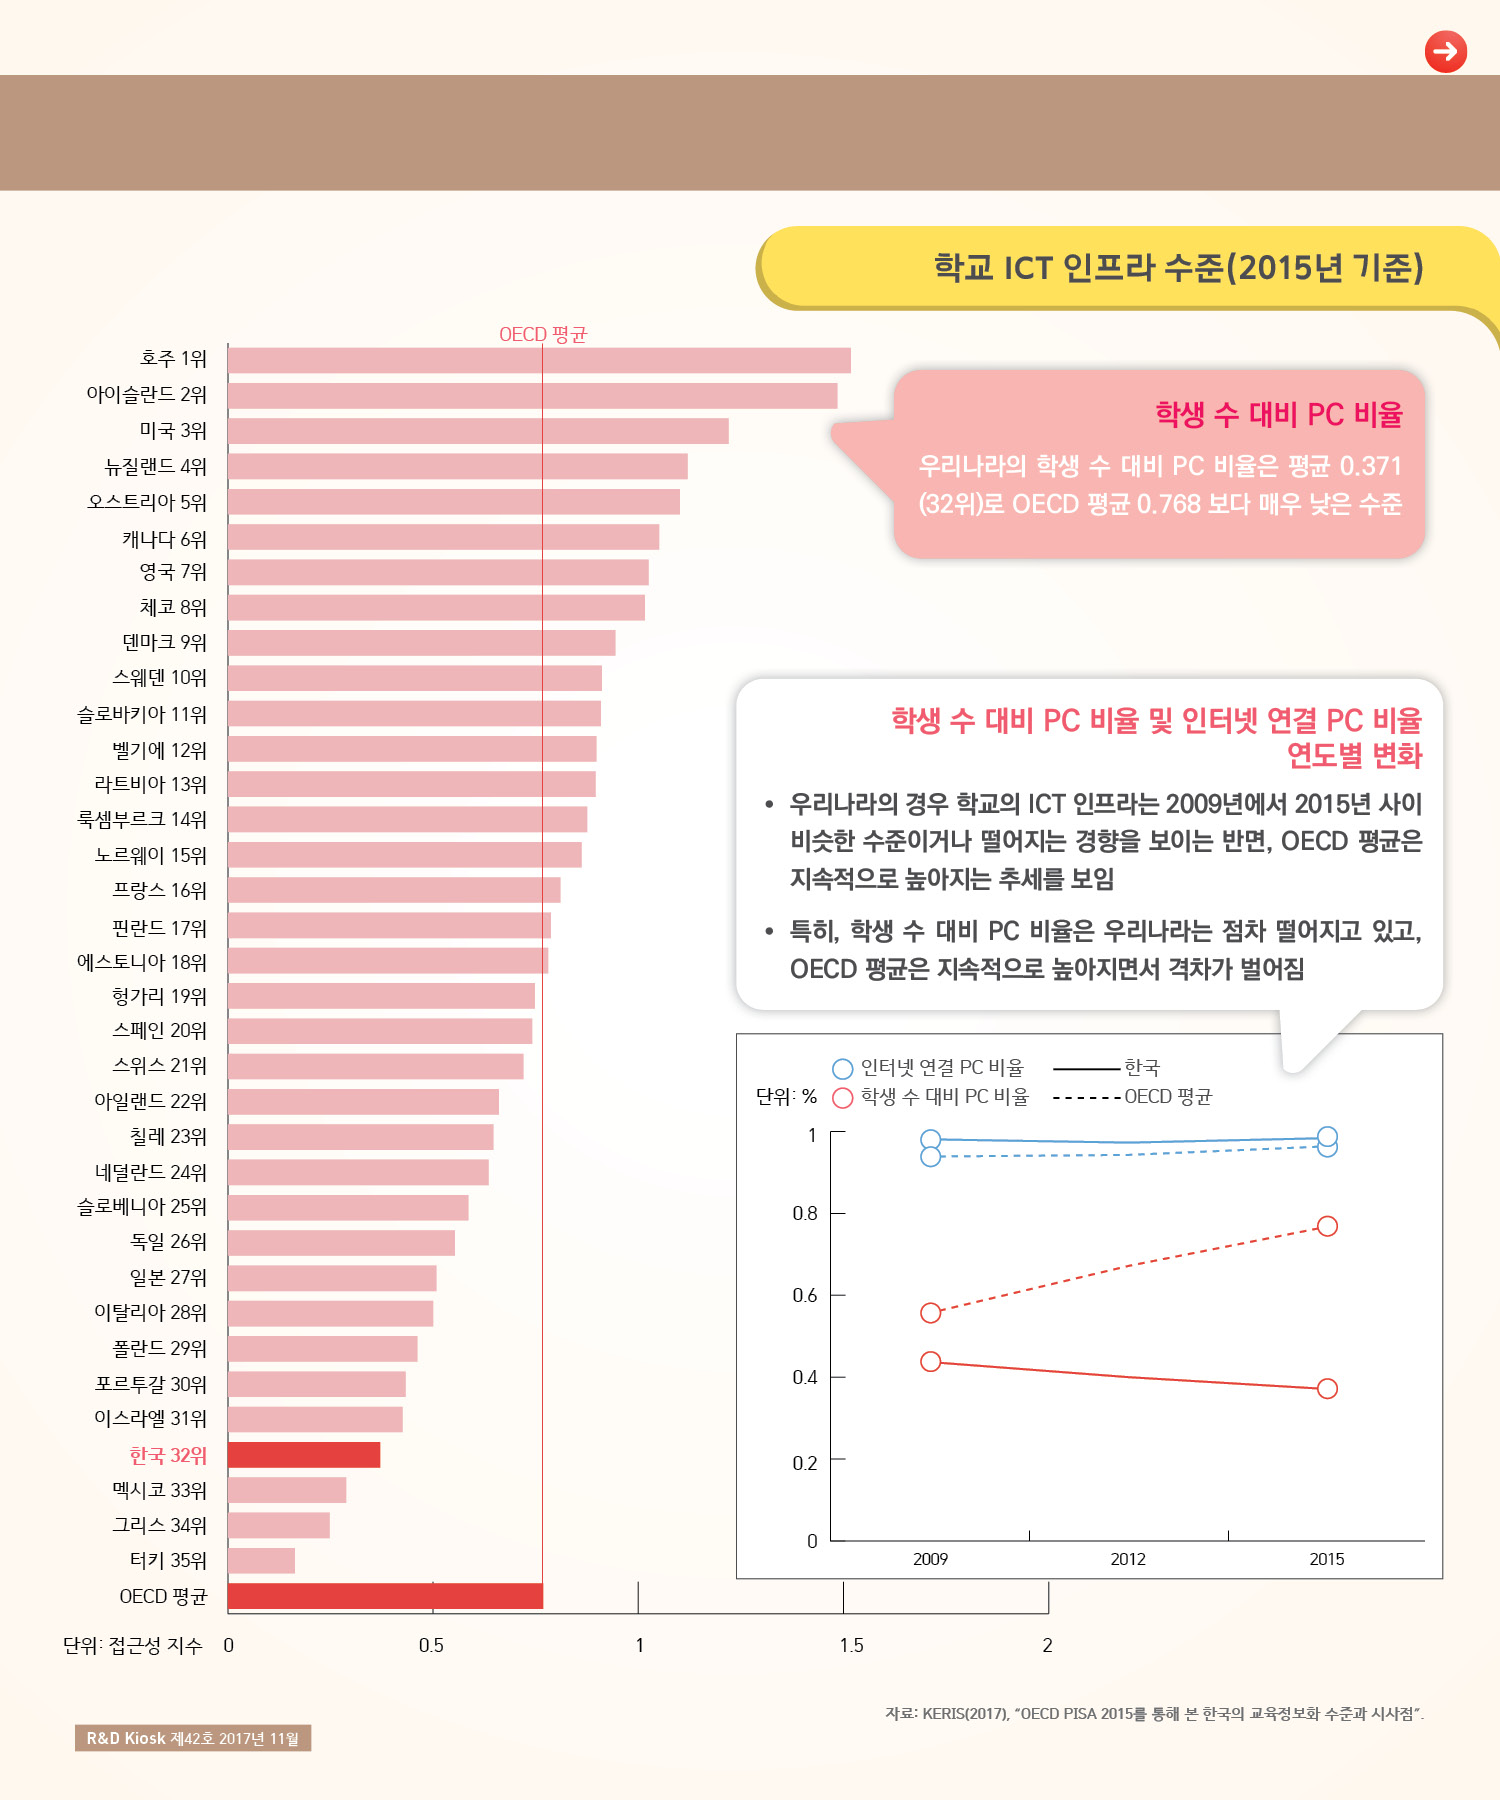 학교 ICT 인프라 수준(2015년 기준)
OECD 평균
호주 1위
아이슬란드 2위
미국 3위
뉴질랜드 4위
오스트리아 5위
캐나다 6위
영국 7위
체코 8위
덴마크 9위
스웨덴 10위
슬로바키아 11위
벨기에 12위
라트비아 13위
룩셈부르크 14위
노르웨이 15위
프랑스 16위
핀란드 17위
에스토니아 18위
헝가리 19위
스페인 20위
스위스 21위
아일랜드 22위
칠레 23위
네덜란드 24위
슬로베니아 25위
독일 26위
일본 27위
이탈리아 28위
폴란드 29위
포르투갈 30위
이스라엘 31위
한국 32위
멕시코 33위
그리스 34위
터키 35위
OECD 평균
단위: 접근성 지수 0 0.5 1 1.5 2
학생 수 대비 PC 비율
우리나라의 학생 수 대비 PC 비율은 평균 0.371
(32위)로 OECD 평균 0.768 보다 매우 낮은 수준
학생 수 대비 PC 비율 및 인터넷 연결 PC 비율
연도별 변화
• 우리나라의 경우 학교의 ICT 인프라는 2009년에서 2015년 사이
비슷한 수준이거나 떨어지는 경향을 보이는 반면, OECD 평균은
지속적으로 높아지는 추세를 보임
• 특히, 학생 수 대비 PC 비율은 우리나라는 점차 떨어지고 있고,
OECD 평균은 지속적으로 높아지면서 격차가 벌어짐
인터넷 연결 PC 비율 한국
단위: % 학생 수 대비 PC 비율 OECD 평균
1
0.8
0.6
0.4
0.2
0
2009 2012 2015
자료: KERIS(2017), “OECD PISA 2015를 통해 본 한국의 교육정보화 수준과 시사점”.
R&D Kiosk 제42호 2017년 11월